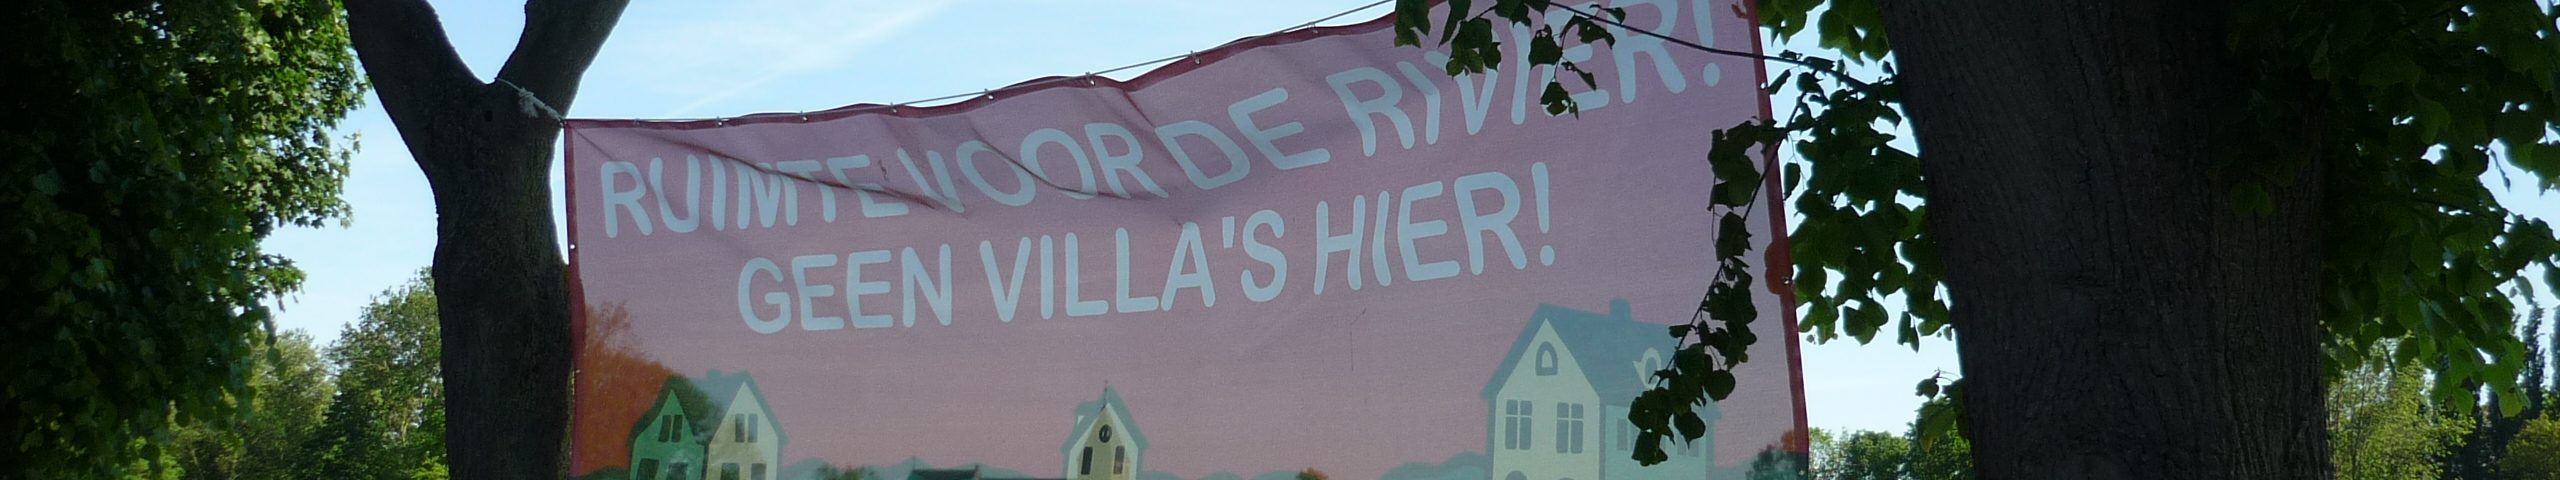 RUIMTE VOOR DE RIVIER!
GEEN VILLA'S HIER!